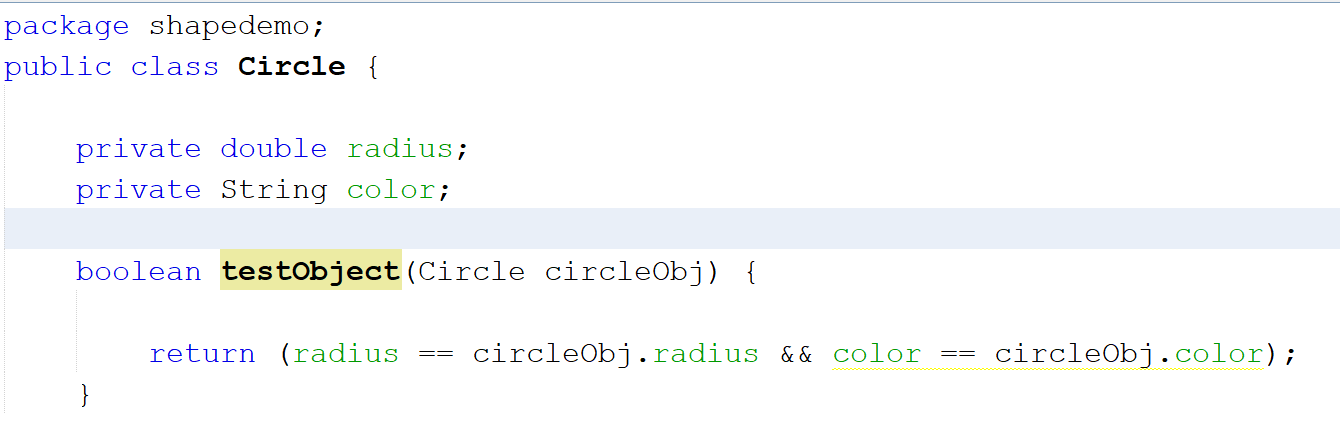 package shapedemo;
public class Circle {
private double radius;
private String color;
boolean testObject(Circle circleObj) {
return (radius == circleObj.radius && color == circleObj.color);
}